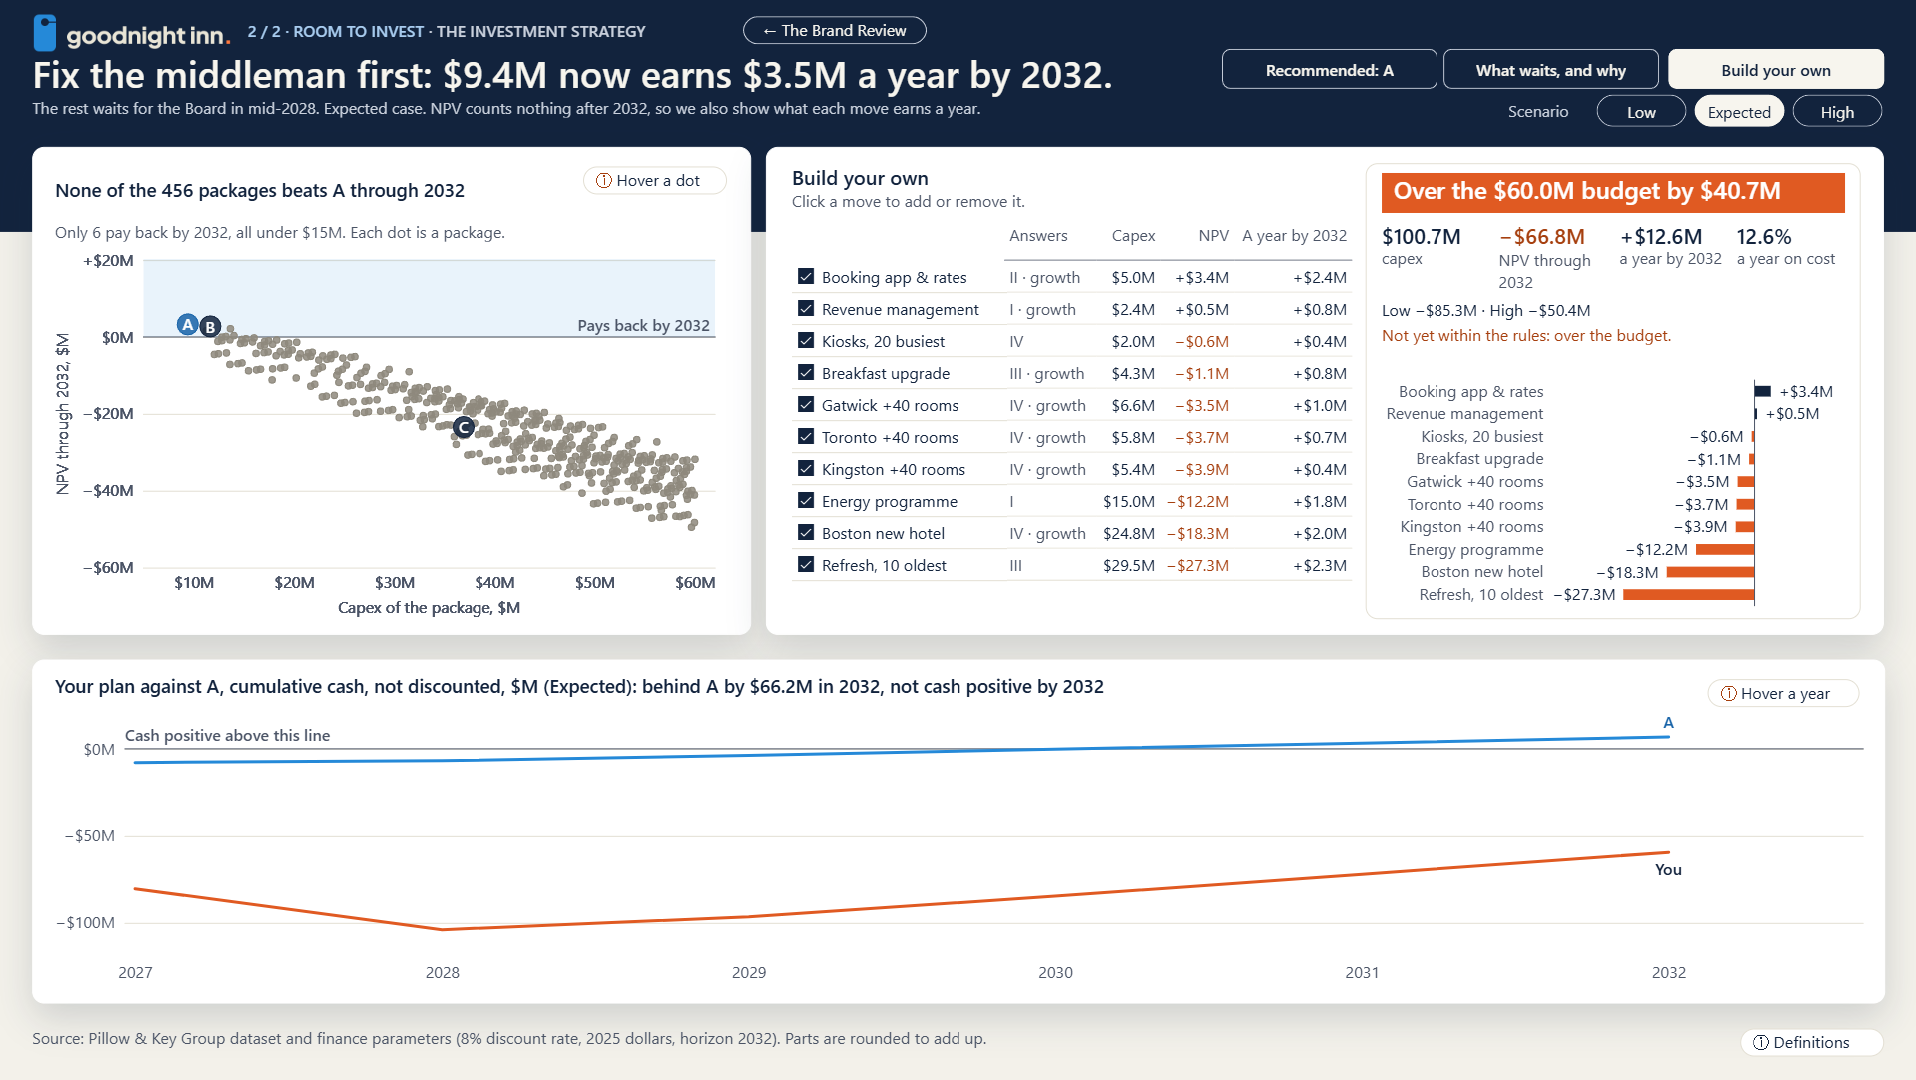 goodnight inn.
2 / 2 · ROOM TO INVEST · THE INVESTMENT STRATEGY
← The Brand Review
Fix the middleman first: $9.4M now earns $3.5M a year by 2032.
The rest waits for the Board in mid-2028. Expected case. NPV counts nothing after 2032, so we also show what each move earns a year.
Recommended: A
What waits, and why
Build your own
Scenario
Low
Expected
High
None of the 456 packages beats A through 2032
Hover a dot
Only 6 pay back by 2032, all under $15M. Each dot is a package.
NPV through 2032, $M
+$20M
$0M
−$20M
−$40M
−$60M
A
B
C
Pays back by 2032
$10M
$20M
$30M
$40M
$50M
$60M
Capex of the package, $M
Build your own
Click a move to add or remove it.
Answers Capex NPV A year by 2032
Booking app & rates II · growth $5.0M +$3.4M +$2.4M
Revenue management I · growth $2.4M +$0.5M +$0.8M
Kiosks, 20 busiest IV $2.0M −$0.6M +$0.4M
Breakfast upgrade III · growth $4.3M −$1.1M +$0.8M
Gatwick +40 rooms IV · growth $6.6M −$3.5M +$1.0M
Toronto +40 rooms IV · growth $5.8M −$3.7M +$0.7M
Kingston +40 rooms IV · growth $5.4M −$3.9M +$0.4M
Energy programme I $15.0M −$12.2M +$1.8M
Boston new hotel IV · growth $24.8M −$18.3M +$2.0M
Refresh, 10 oldest III $29.5M −$27.3M +$2.3M
Over the $60.0M budget by $40.7M
$100.7M
capex
−$66.8M
NPV through
2032
+$12.6M
a year by 2032
12.6%
a year on cost
Low −$85.3M · High −$50.4M
Not yet within the rules: over the budget.
Booking app & rates +$3.4M
Revenue management +$0.5M
Kiosks, 20 busiest −$0.6M
Breakfast upgrade −$1.1M
Gatwick +40 rooms −$3.5M
Toronto +40 rooms −$3.7M
Kingston +40 rooms −$3.9M
Energy programme −$12.2M
Boston new hotel −$18.3M
Refresh, 10 oldest −$27.3M
Your plan against A, cumulative cash, not discounted, $M (Expected): behind A by $66.2M in 2032, not cash positive by 2032
Hover a year
Cash positive above this line
$0M
−$50M
−$100M
A
You
2027
2028
2029
2030
2031
2032
Source: Pillow & Key Group dataset and finance parameters (8% discount rate, 2025 dollars, horizon 2032). Parts are rounded to add up.
Definitions